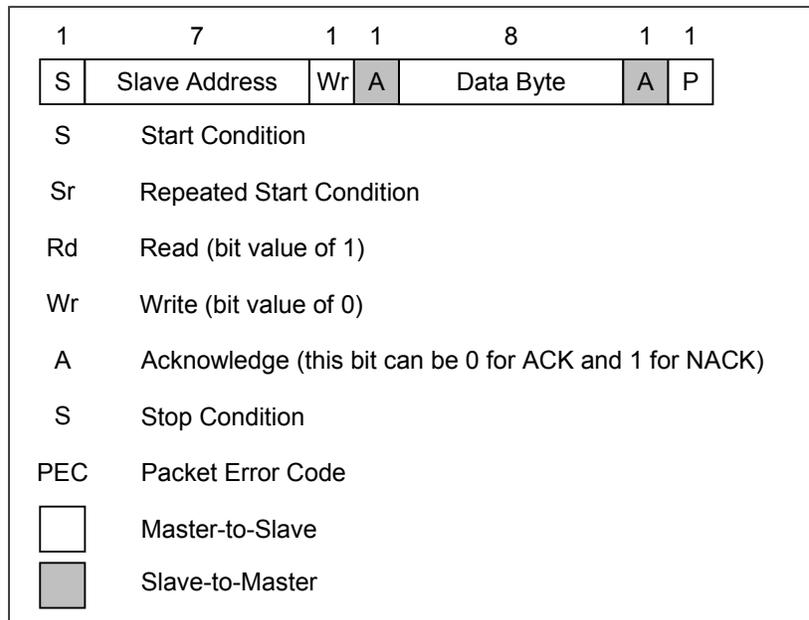 1 7 1 1 8 1 1
S Slave Address Wr A Data Byte A P
S Start Condition
Sr Repeated Start Condition
Rd Read (bit value of 1)
Wr Write (bit value of 0)
A Acknowledge (this bit can be 0 for ACK and 1 for NACK)
S Stop Condition
PEC Packet Error Code
Master-to-Slave
Slave-to-Master